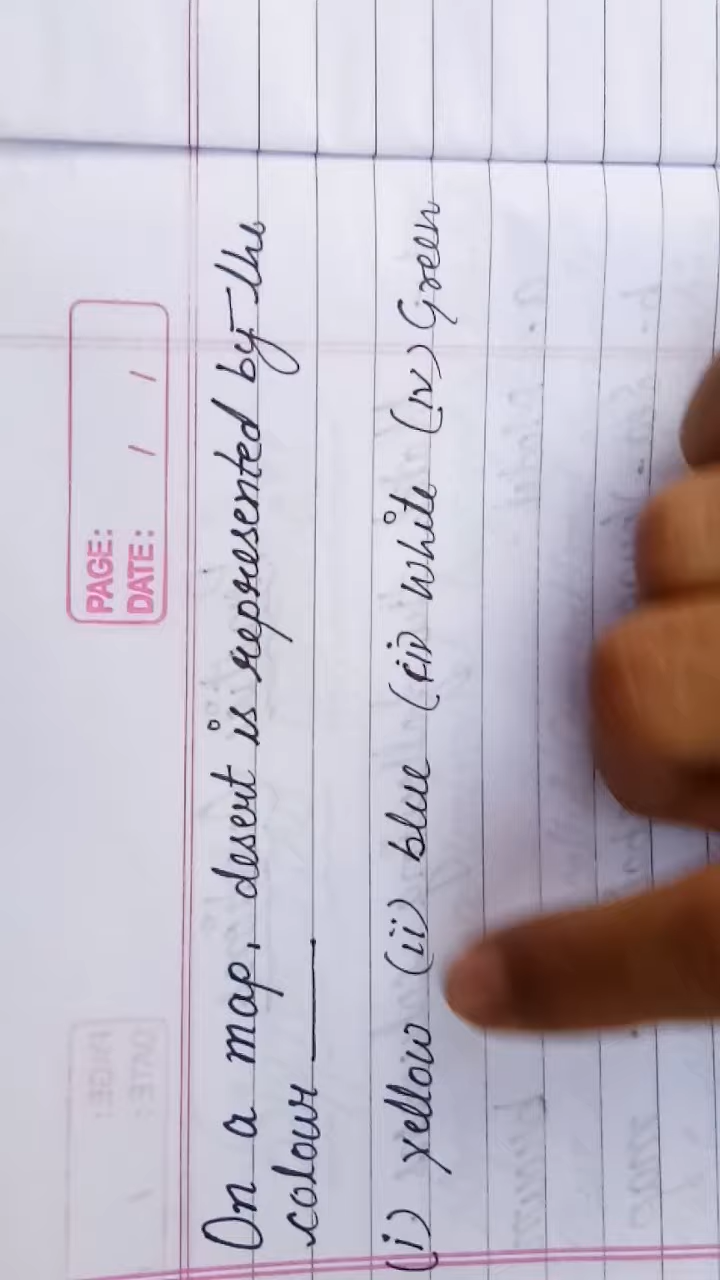 PAGE:
DATE: / /
On a map, desert is represented by the
colour ____
(i) yellow (ii) blue (iii) white (iv) Green